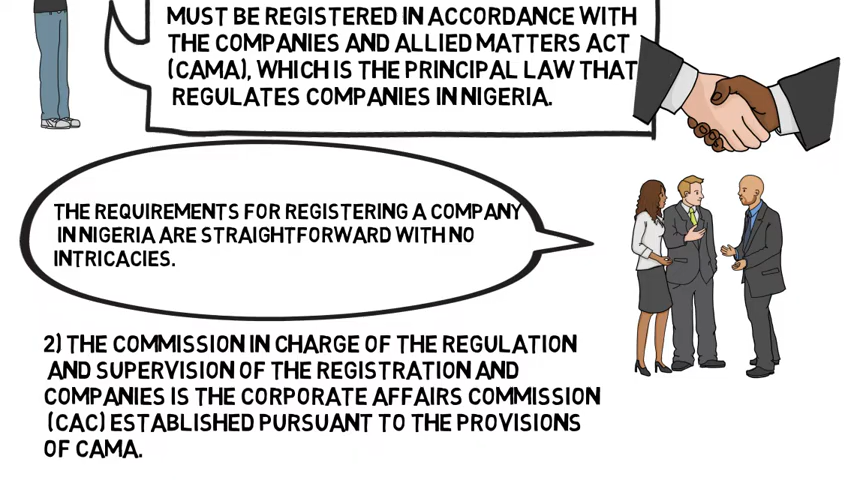 MUST BE REGISTERED IN ACCORDANCE WITH
THE COMPANIES AND ALLIED MATTERS ACT
(CAMA), WHICH IS THE PRINCIPAL LAW THAT
REGULATES COMPANIES IN NIGERIA.
THE REQUIREMENTS FOR REGISTERING A COMPANY
IN NIGERIA ARE STRAIGHTFORWARD WITH NO
INTRICACIES.
2) THE COMMISSION IN CHARGE OF THE REGULATION
AND SUPERVISION OF THE REGISTRATION AND
COMPANIES IS THE CORPORATE AFFAIRS COMMISSION
(CAC) ESTABLISHED PURSUANT TO THE PROVISIONS
OF CAMA.